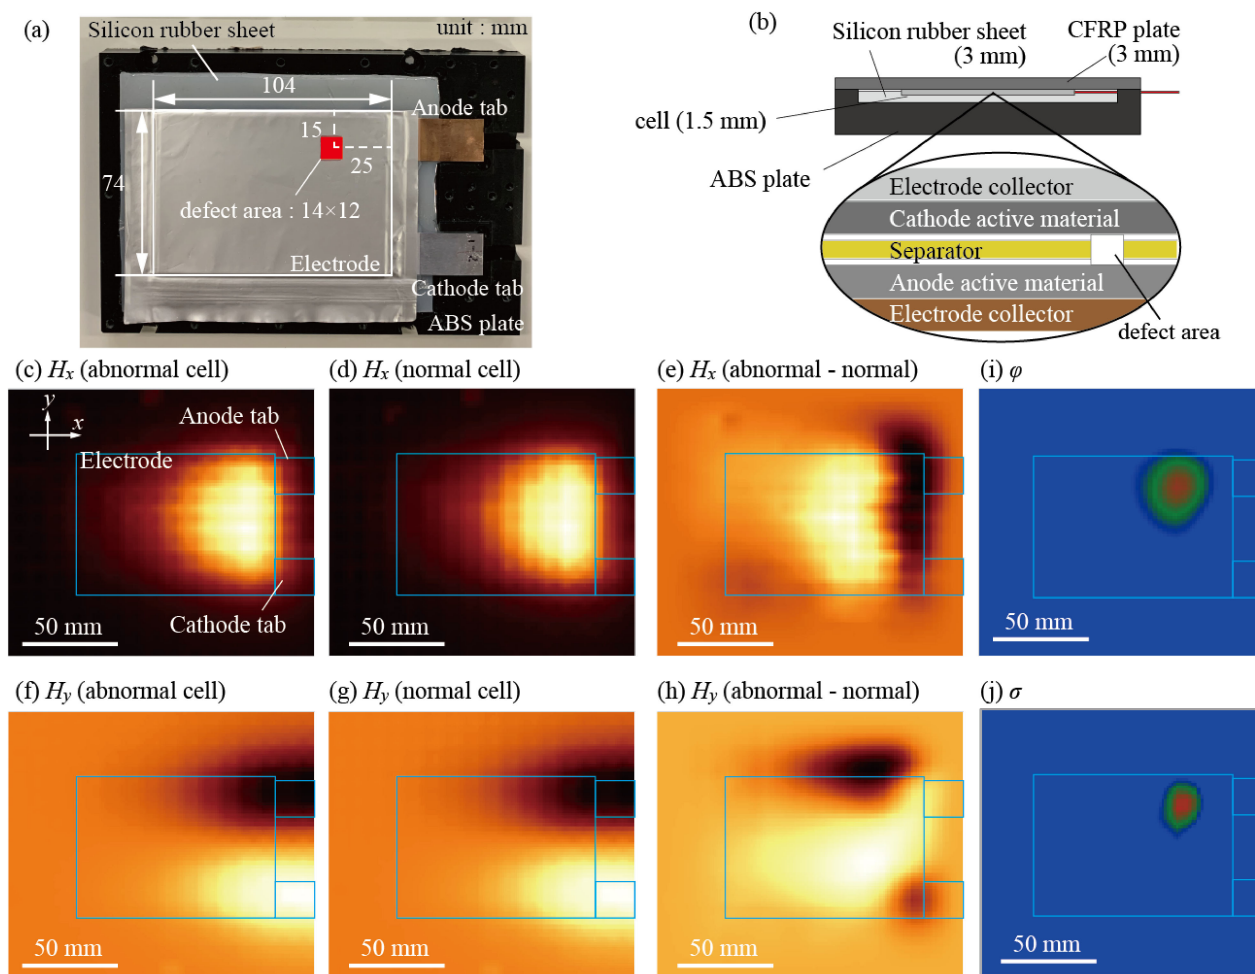 (a)
Silicon rubber sheet
unit : mm
104
Anode tab
15
25
74
defect area : 14×12
Electrode
Cathode tab
ABS plate
(b)
Silicon rubber sheet
(3 mm)
CFRP plate
(3 mm)
cell (1.5 mm)
ABS plate
Electrode collector
Cathode active material
Separator
Anode active material
Electrode collector
defect area
(c) Hx (abnormal cell)
(d) Hx (normal cell)
(e) Hx (abnormal - normal)
(i) φ
y
x
Anode tab
Electrode
Cathode tab
50 mm
50 mm
50 mm
50 mm
(f) Hy (abnormal cell)
(g) Hy (normal cell)
(h) Hy (abnormal - normal)
(j) σ
50 mm
50 mm
50 mm
50 mm